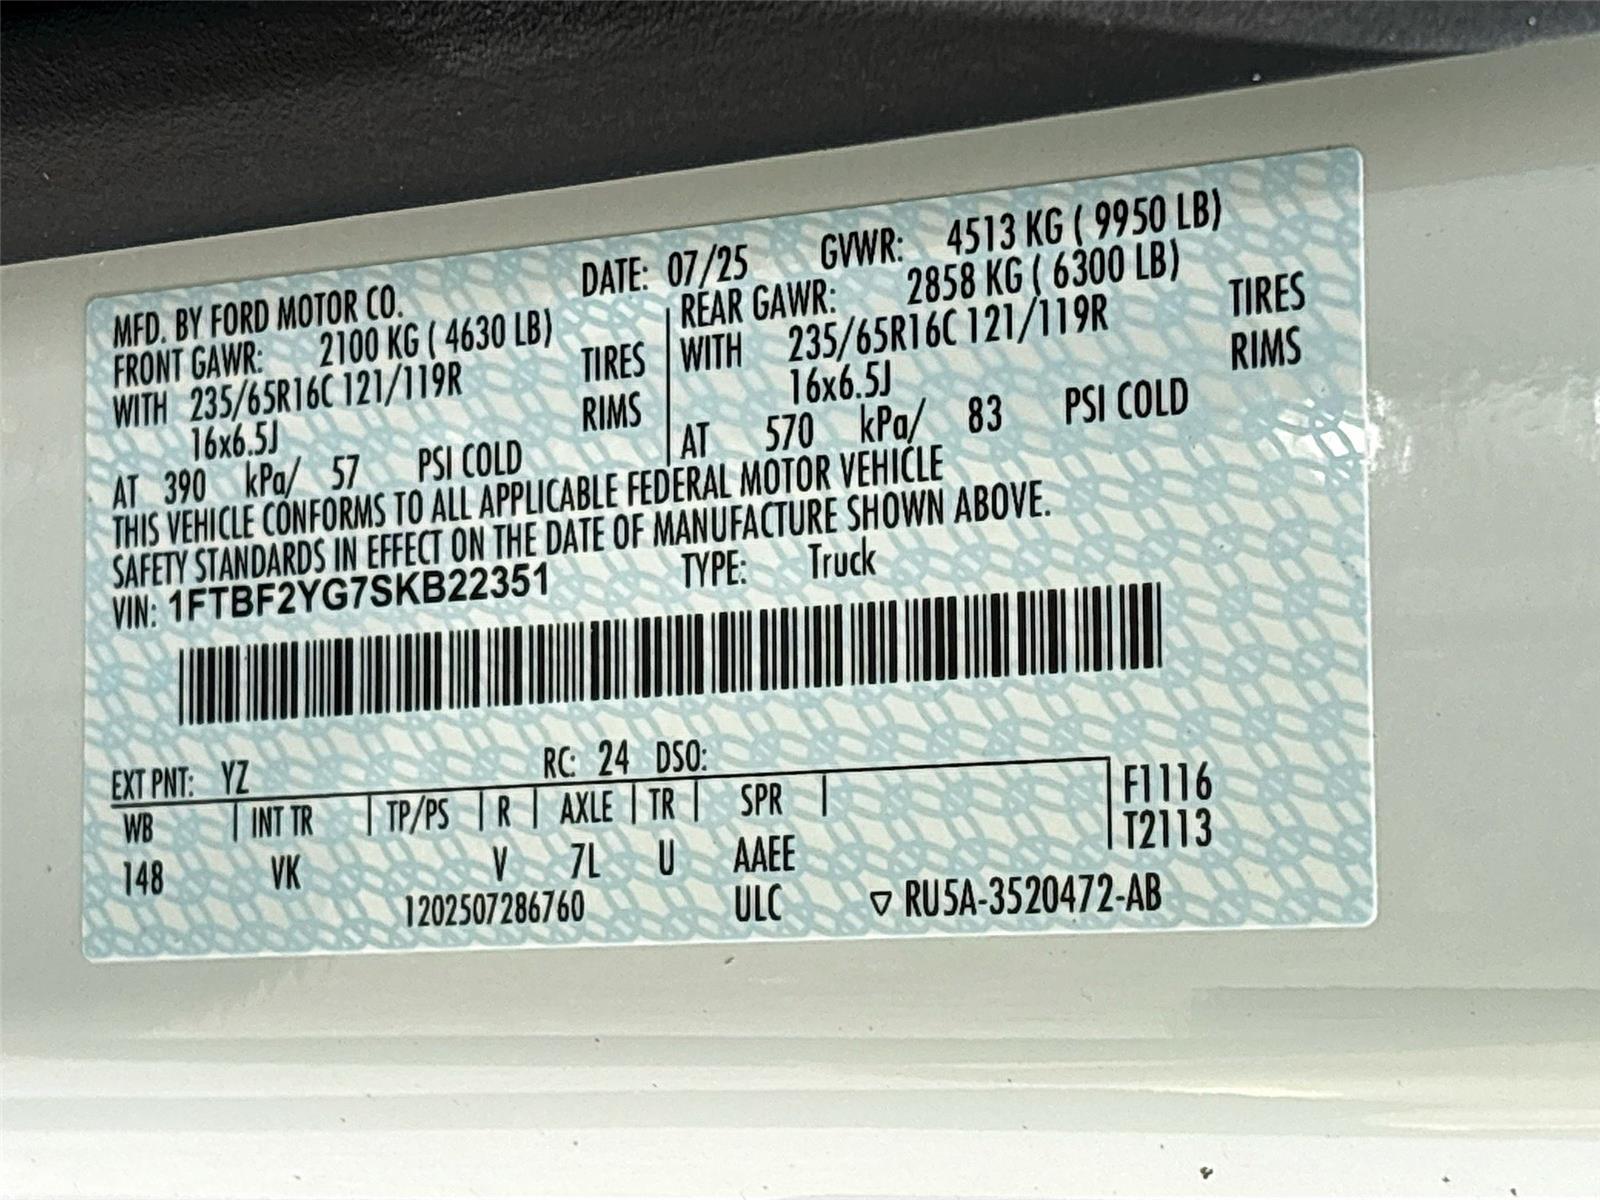 MFD. BY FORD MOTOR CO. DATE: 07/25 GVWR: 4513 KG ( 9950 LB)
FRONT GAWR: 2100 KG ( 4630 LB) REAR GAWR: 2858 KG ( 6300 LB)
WITH 235/65R16C 121/119R TIRES WITH 235/65R16C 121/119R TIRES
16x6.5J RIMS 16x6.5J RIMS
AT 390 kPa/ 57 PSI COLD AT 570 kPa/ 83 PSI COLD
THIS VEHICLE CONFORMS TO ALL APPLICABLE FEDERAL MOTOR VEHICLE
SAFETY STANDARDS IN EFFECT ON THE DATE OF MANUFACTURE SHOWN ABOVE.
VIN: 1FTBF2YG7SKB22351 TYPE: Truck
EXT PNT: YZ RC: 24 DSO:
WB INT TR TP/PS R AXLE TR SPR F1116
T2113
148 VK V 7L U AAEE
1202507286760 ULC ▽ RU5A-3520472-AB